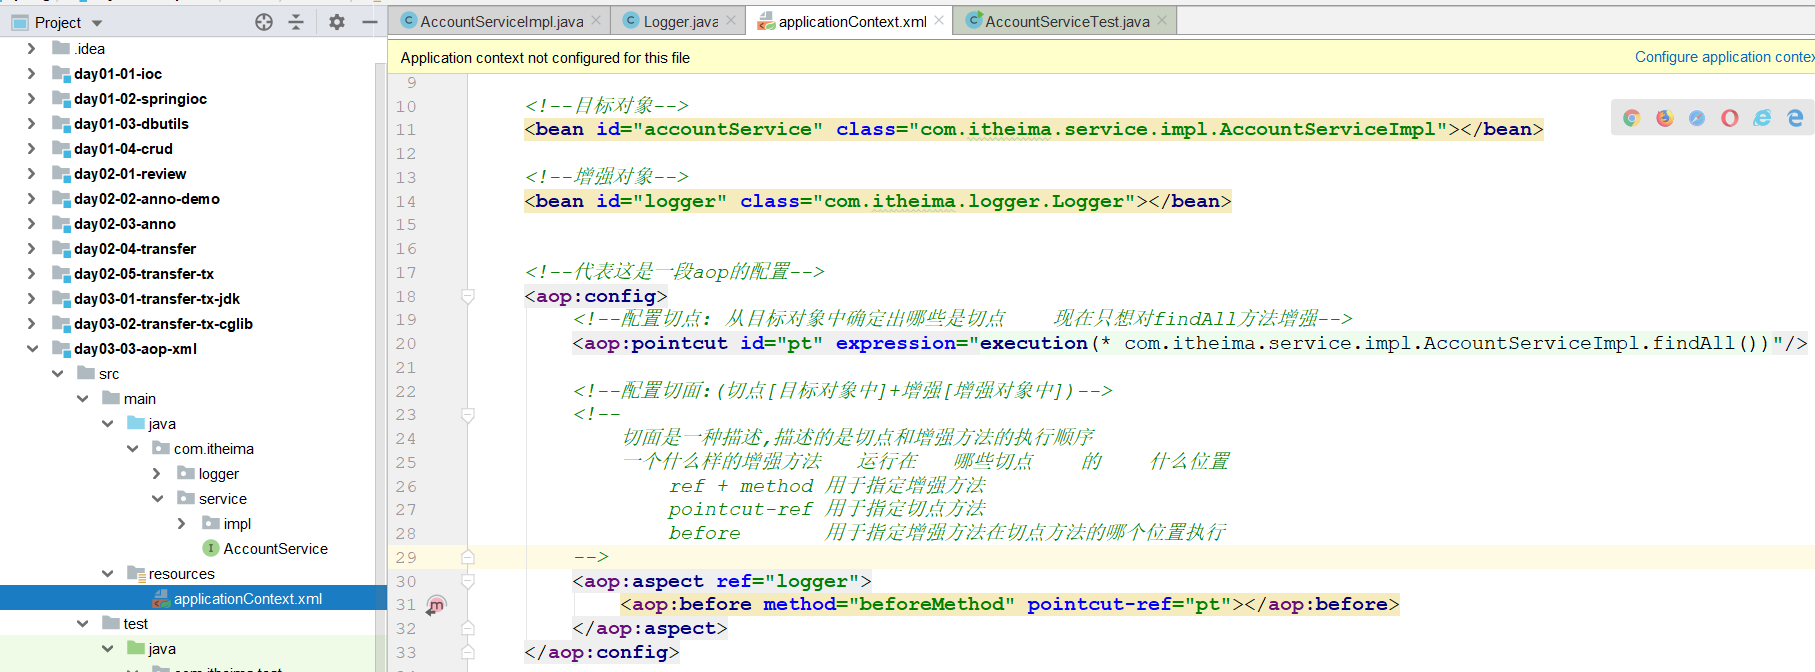 Project
.idea
day01-01-ioc
day01-02-springioc
day01-03-dbutils
day01-04-crud
day02-01-review
day02-02-anno-demo
day02-03-anno
day02-04-transfer
day02-05-transfer-tx
day03-01-transfer-tx-jdk
day03-02-transfer-tx-cglib
day03-03-aop-xml
src
main
java
com.itheima
logger
service
impl
AccountService
resources
applicationContext.xml
test
java
AccountServiceImpl.java Logger.java applicationContext.xml AccountServiceTest.java
Application context not configured for this file Configure application contex
9
10 <!--目标对象-->
11 <bean id="accountService" class="com.itheima.service.impl.AccountServiceImpl"></bean>
12
13 <!--增强对象-->
14 <bean id="logger" class="com.itheima.logger.Logger"></bean>
15
16
17 <!--代表这是一段aop的配置-->
18 <aop:config>
19 <!--配置切点: 从目标对象中确定出哪些是切点 现在只想对findAll方法增强-->
20 <aop:pointcut id="pt" expression="execution(* com.itheima.service.impl.AccountServiceImpl.findAll())"/>
21
22 <!--配置切面:(切点[目标对象中]+增强[增强对象中])-->
23 <!--
24 切面是一种描述,描述的是切点和增强方法的执行顺序
25 一个什么样的增强方法 运行在 哪些切点 的 什么位置
26 ref + method 用于指定增强方法
27 pointcut-ref 用于指定切点方法
28 before 用于指定增强方法在切点方法的哪个位置执行
29 -->
30 <aop:aspect ref="logger">
31 <aop:before method="beforeMethod" pointcut-ref="pt"></aop:before>
32 </aop:aspect>
33 </aop:config>